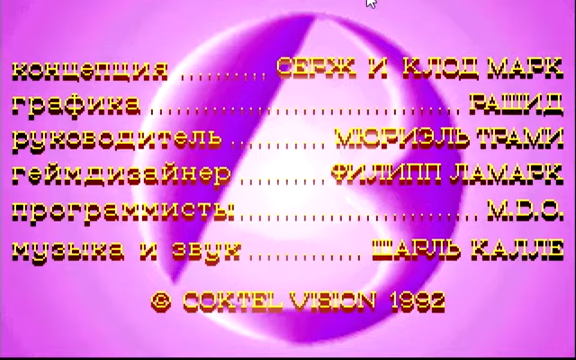 концепция .......... СЕРЖ И КЛОД МАРК
графика ........................................ РАШИД
руководитель ........... МЮРИЭЛЬ ТРАМИ
геймдизайнер .......... ФИЛИПП ЛАМАРК
программисты ................................ M.D.O.
музыка и звук ............. ШАРЛЬ КАЛЛЕ
© COKTEL VISION 1992